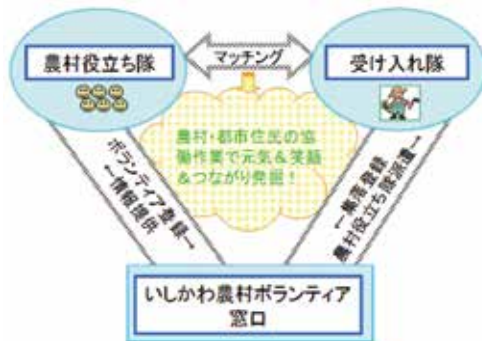 農村役立ち隊
マッチング
受け入れ隊
農村・都市住民の協
働作業で元気＆笑顔
＆つながり発掘！
ボランティア登録→
←情報提供
←集落登録
農村役立ち隊派遣→
いしかわ農村ボランティア
窓口